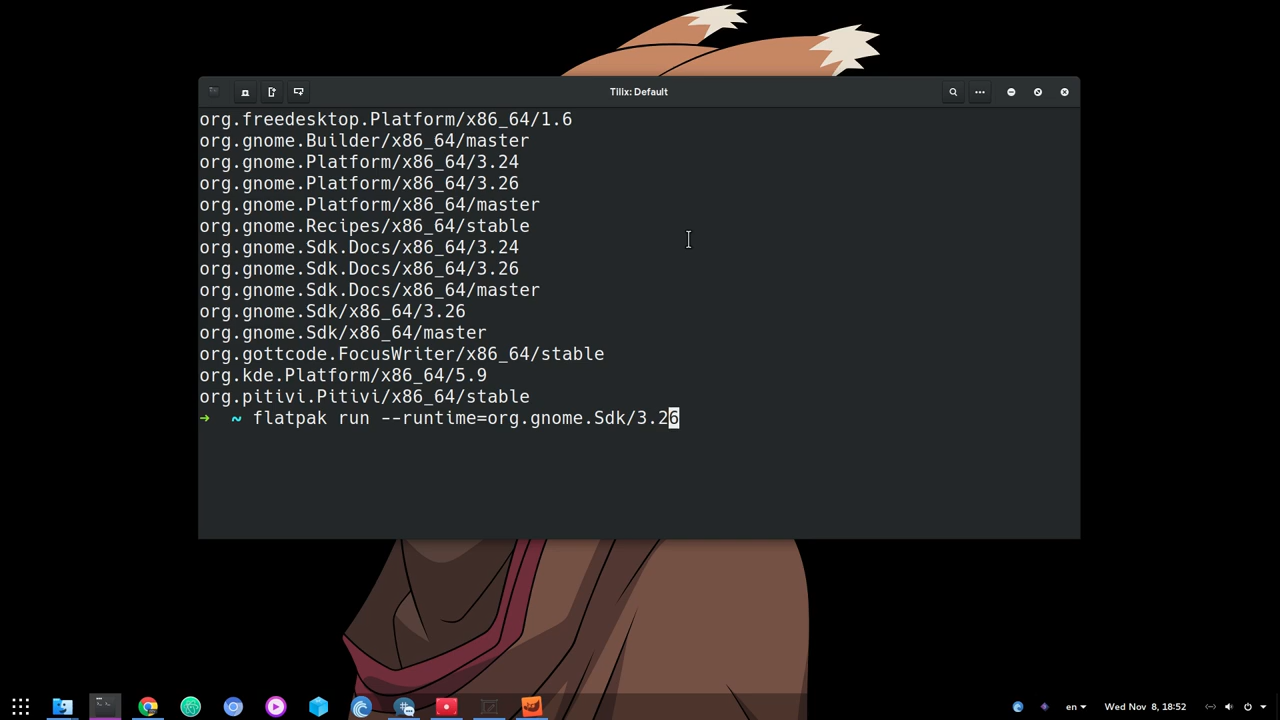 Tilix: Default
org.freedesktop.Platform/x86_64/1.6
org.gnome.Builder/x86_64/master
org.gnome.Platform/x86_64/3.24
org.gnome.Platform/x86_64/3.26
org.gnome.Platform/x86_64/master
org.gnome.Recipes/x86_64/stable
org.gnome.Sdk.Docs/x86_64/3.24
org.gnome.Sdk.Docs/x86_64/3.26
org.gnome.Sdk.Docs/x86_64/master
org.gnome.Sdk/x86_64/3.26
org.gnome.Sdk/x86_64/master
org.gottcode.FocusWriter/x86_64/stable
org.kde.Platform/x86_64/5.9
org.pitivi.Pitivi/x86_64/stable
➜ ~ flatpak run --runtime=org.gnome.Sdk/3.26
en Wed Nov 8, 18:52